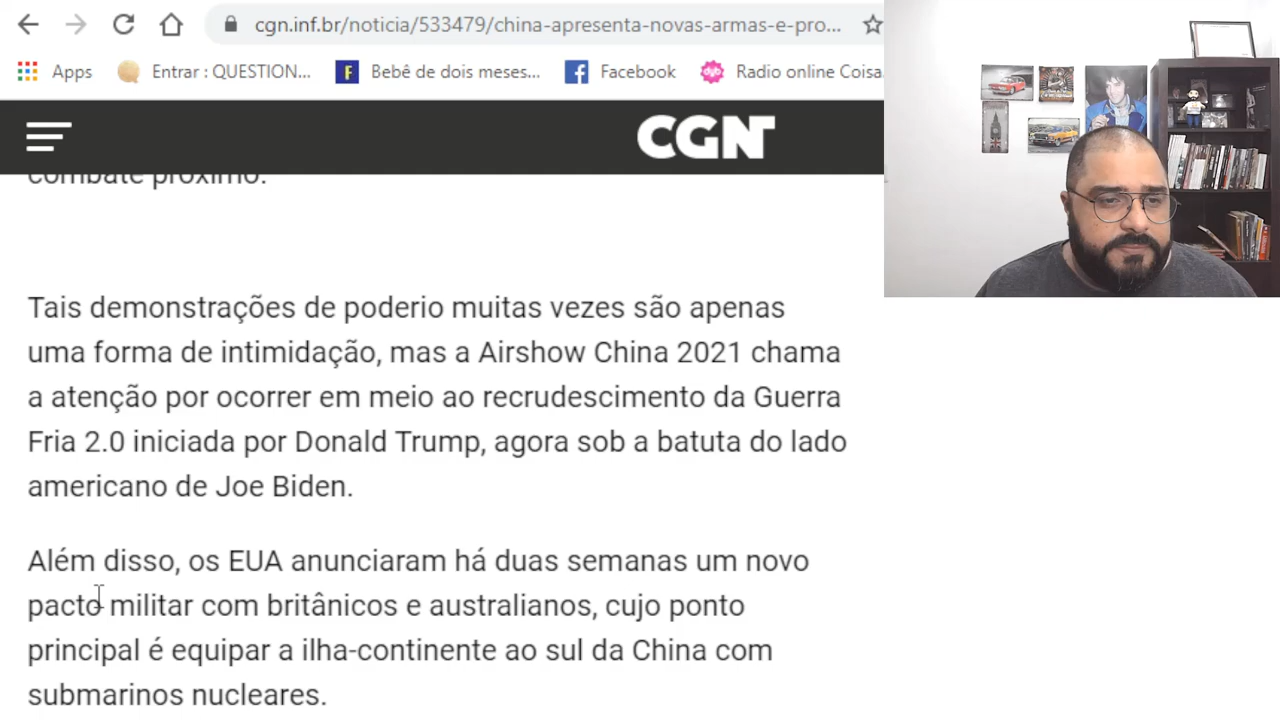 cgn.inf.br/noticia/533479/china-apresenta-novas-armas-e-pro...
Apps
Entrar : QUESTION...
F
Bebê de dois meses...
Facebook
Radio online Coisa
CGN
combate próximo.
Tais demonstrações de poderio muitas vezes são apenas
uma forma de intimidação, mas a Airshow China 2021 chama
a atenção por ocorrer em meio ao recrudescimento da Guerra
Fria 2.0 iniciada por Donald Trump, agora sob a batuta do lado
americano de Joe Biden.
Além disso, os EUA anunciaram há duas semanas um novo
pacto militar com britânicos e australianos, cujo ponto
principal é equipar a ilha-continente ao sul da China com
submarinos nucleares.